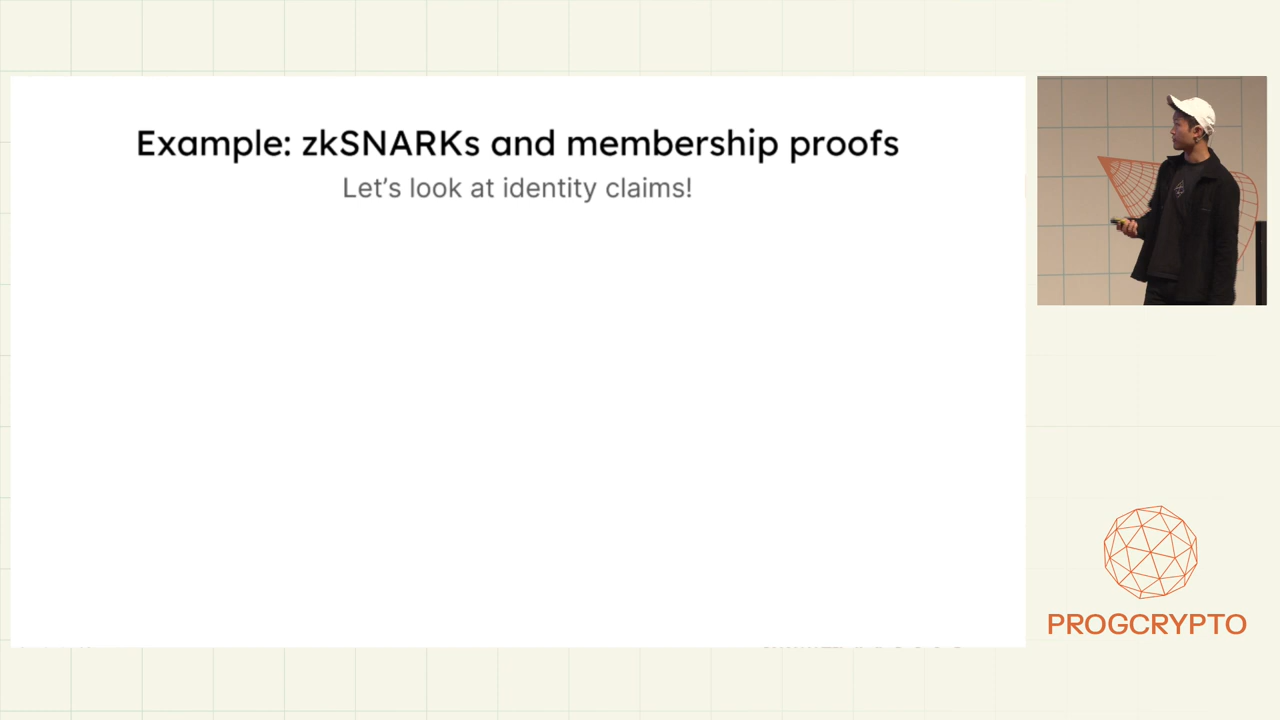 Example: zkSNARKs and membership proofs
Let’s look at identity claims!
PROGCRYPTO